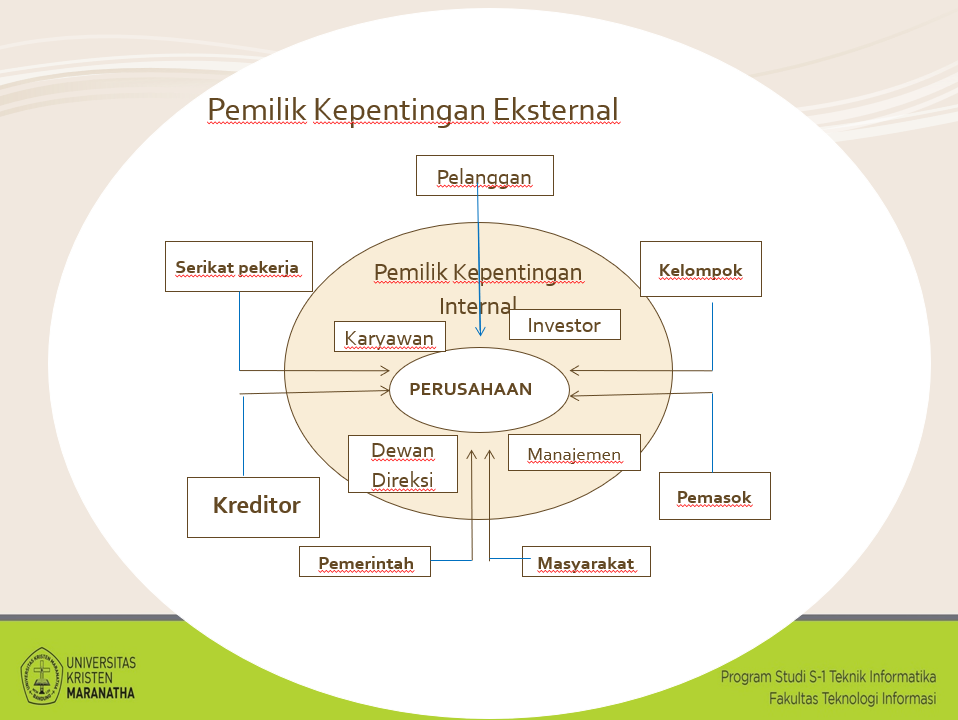 Pemilik Kepentingan Eksternal
Pelanggan
Serikat pekerja
Kelompok
Pemilik Kepentingan
Internal
Karyawan
Investor
PERUSAHAAN
Dewan
Direksi
Manajemen
Kreditor
Pemasok
Pemerintah
Masyarakat
UNIVERSITAS
KRISTEN
MARANATHA
Program Studi S-1 Teknik Informatika
Fakultas Teknologi Informasi